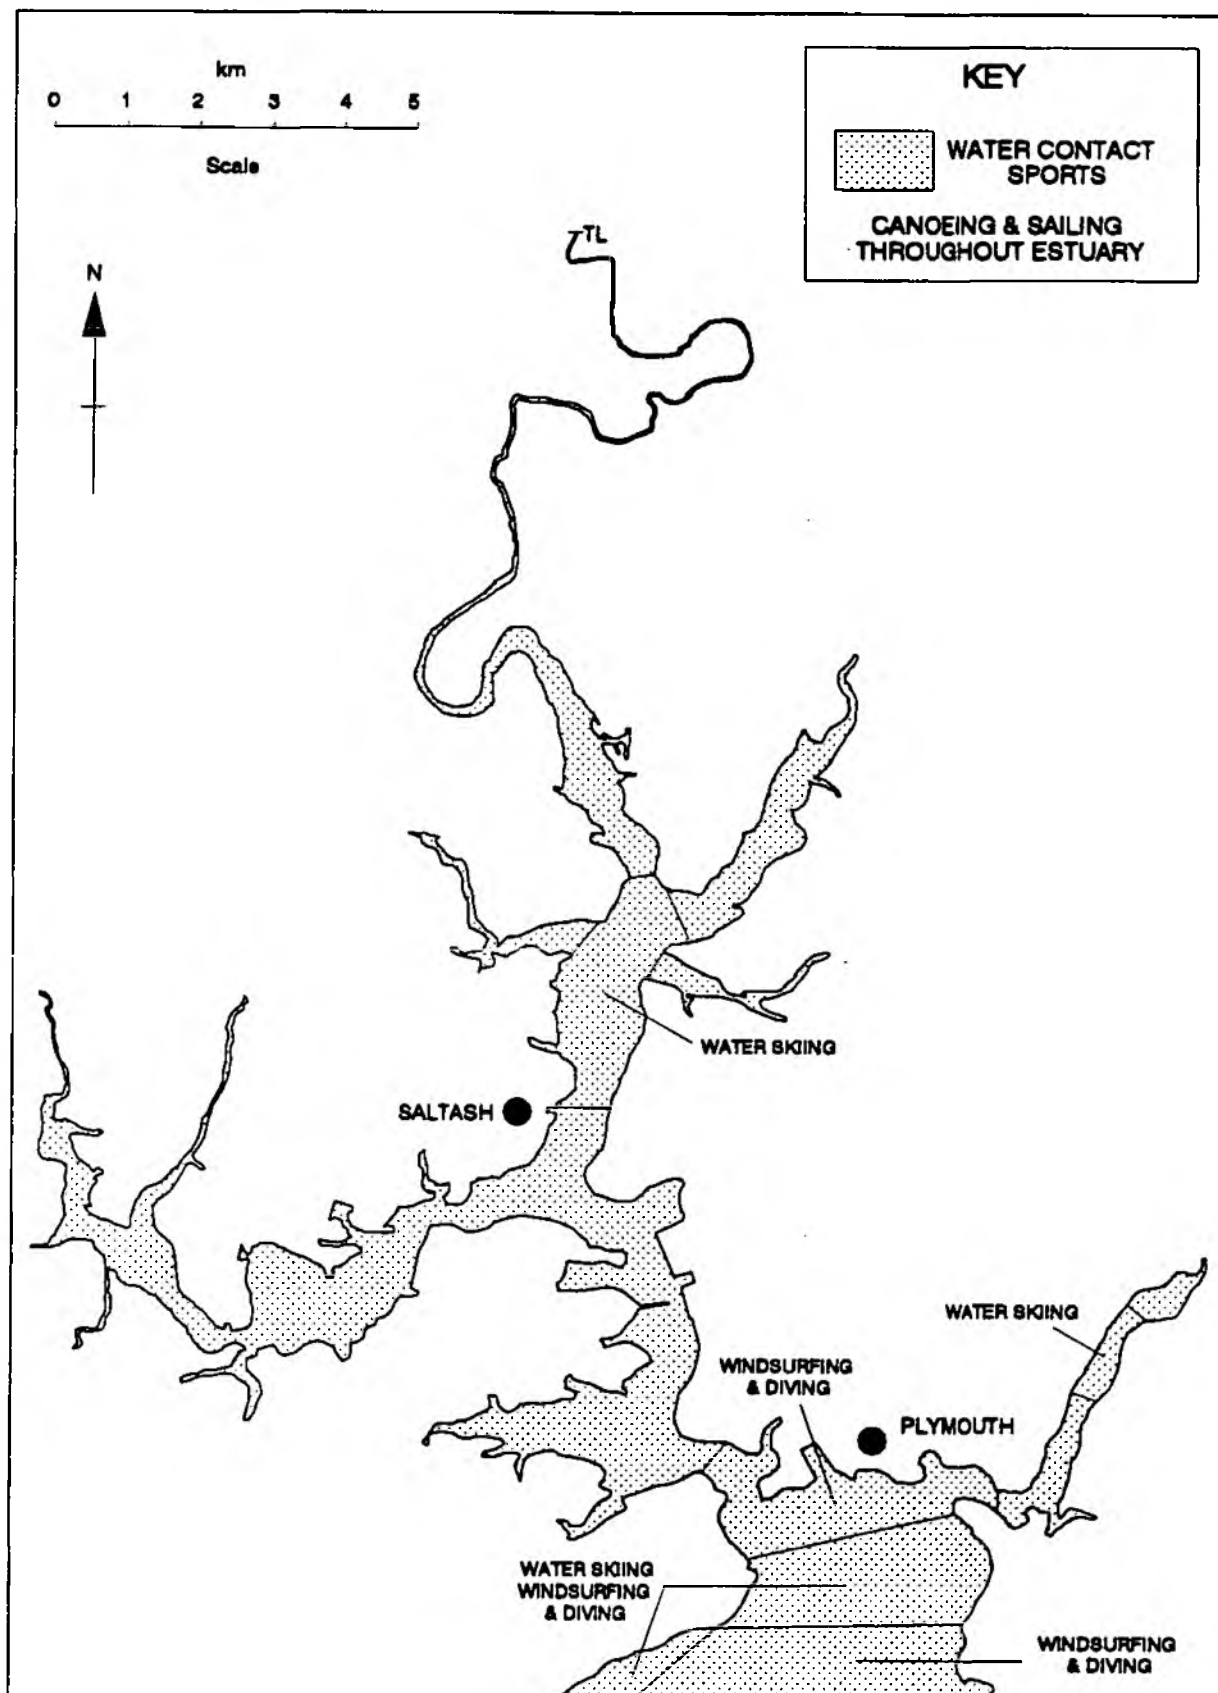 km
0 1 2 3 4 5
Scale
KEY
WATER CONTACT
SPORTS
CANOEING & SAILING
THROUGHOUT ESTUARY
TL
N
WATER SKIING
SALTASH
WATER SKIING
WINDSURFING
& DIVING
PLYMOUTH
WATER SKIING
WINDSURFING
& DIVING
WINDSURFING
& DIVING